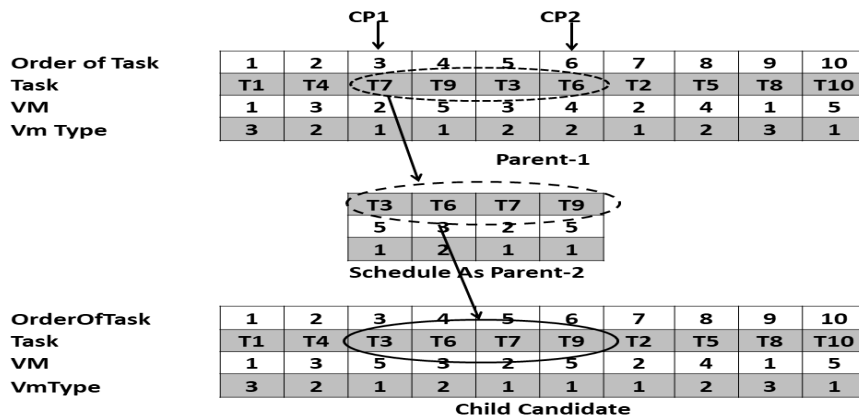 CP1 CP2
Order of Task 1 2 3 4 5 6 7 8 9 10
Task T1 T4 T7 T9 T3 T6 T2 T5 T8 T10
VM 1 3 2 5 3 4 2 4 1 5
Vm Type 3 2 1 1 2 2 1 2 3 1
Parent-1
T3 T6 T7 T9
5 3 2 5
1 2 1 1
Schedule As Parent-2
OrderOfTask 1 2 3 4 5 6 7 8 9 10
Task T1 T4 T3 T6 T7 T9 T2 T5 T8 T10
VM 1 3 5 3 2 5 2 4 1 5
VmType 3 2 1 2 1 1 1 2 3 1
Child Candidate